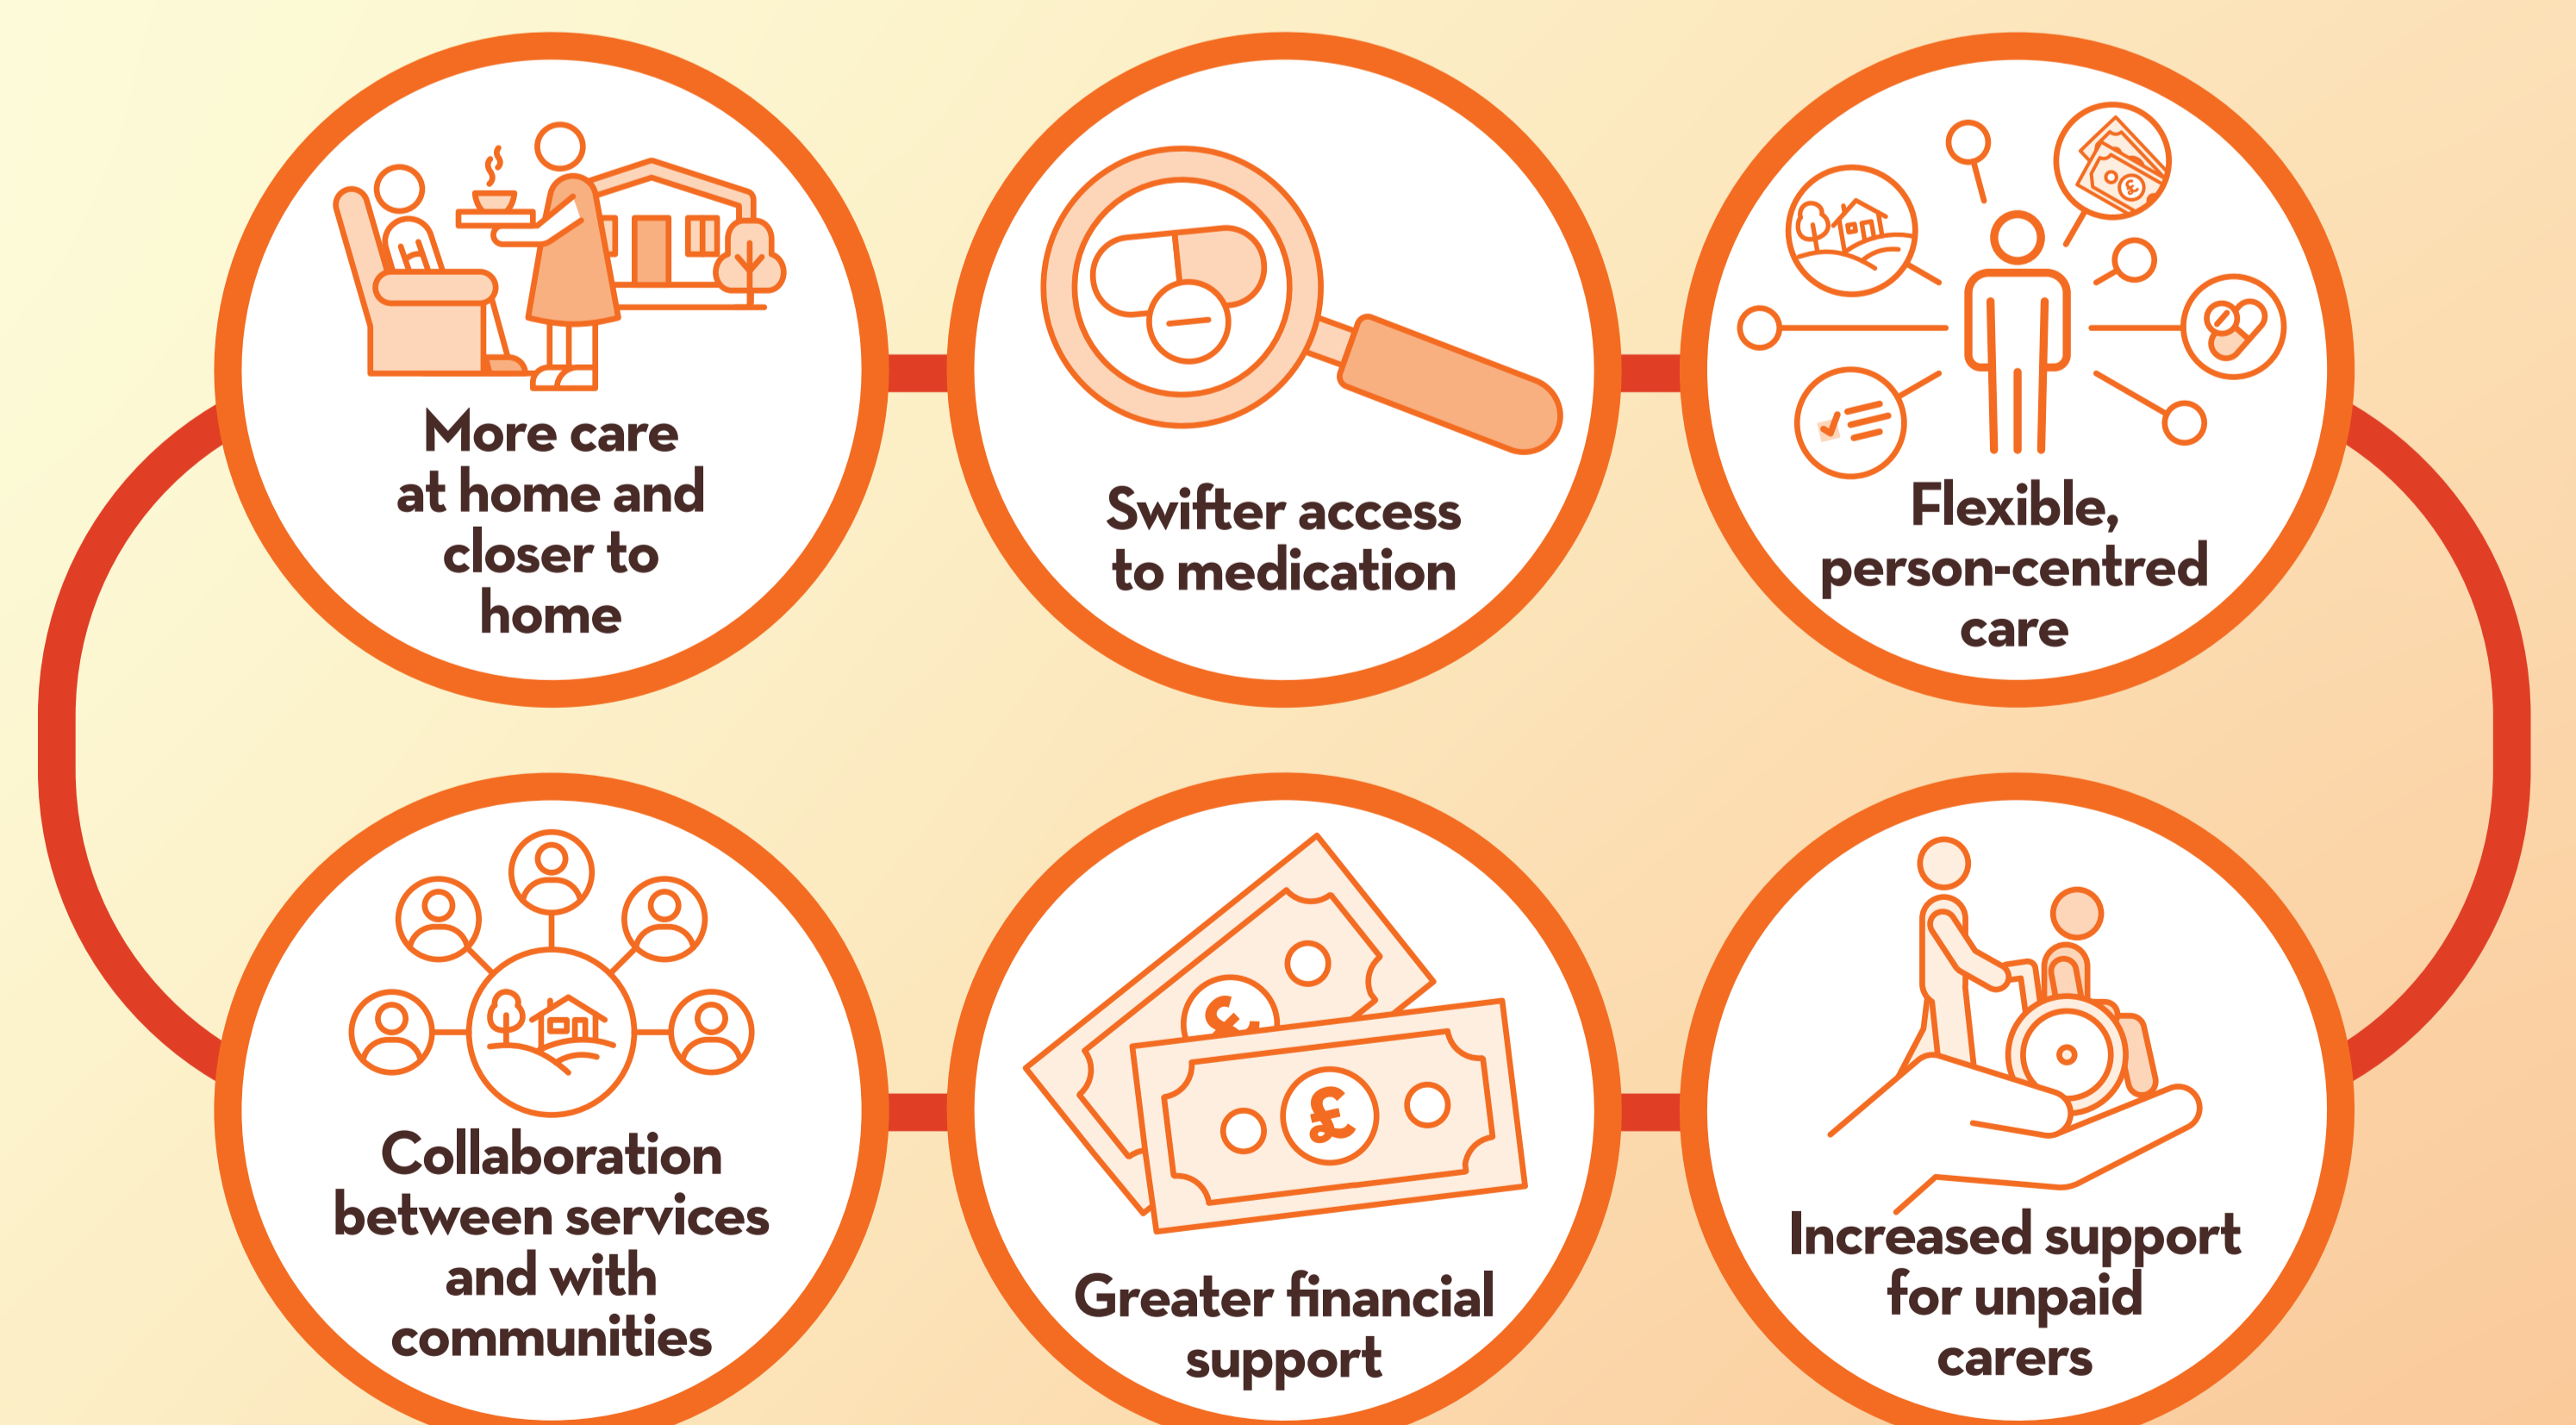 More care
at home and
closer to
home
Swifter access
to medication
Flexible,
person-centred
care
£
Collaboration
between services
and with
communities
£
£
Greater financial
support
Increased support
for unpaid
carers